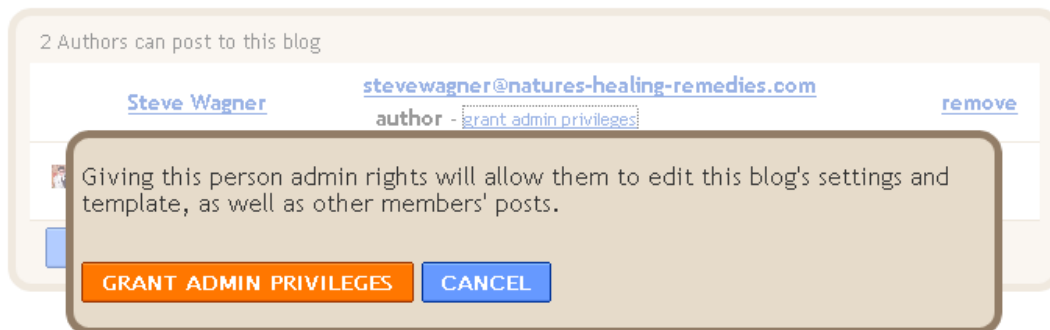 2 Authors can post to this blog
Steve Wagner
stevewagner@natures-healing-remedies.com
author - grant admin privileges
remove
Giving this person admin rights will allow them to edit this blog's settings and
template, as well as other members' posts.
GRANT ADMIN PRIVILEGES
CANCEL